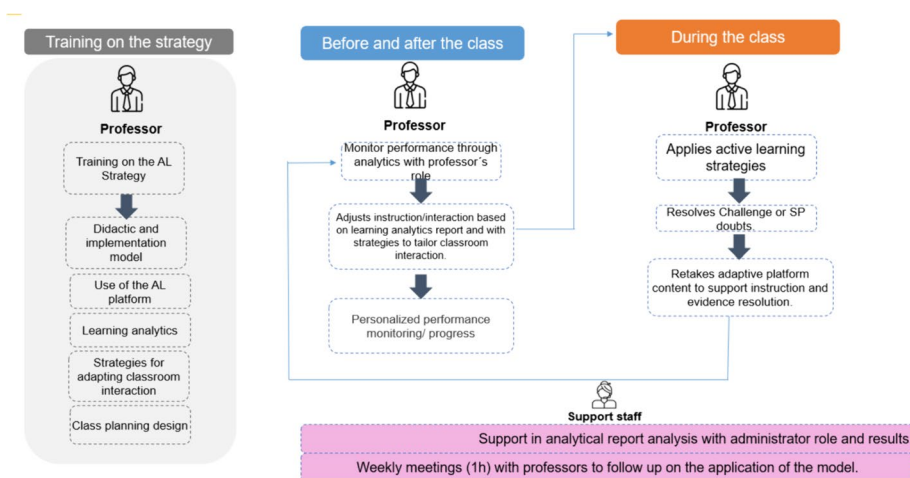 Training on the strategy
Professor
Training on the AL
Strategy
Didactic and
implementation
model
Use of the AL
platform
Learning analytics
Strategies for
adapting classroom
interaction
Class planning design
Before and after the class
Professor
Monitor performance through
analytics with professor´s
role
Adjusts instruction/interaction based
on learning analytics report and with
strategies to tailor classroom
interaction.
Personalized performance
monitoring/ progress
During the class
Professor
Applies active learning
strategies
Resolves Challenge or SP
doubts.
Retakes adaptive platform
content to support instruction and
evidence resolution.
Support staff
Support in analytical report analysis with administrator role and results
Weekly meetings (1h) with professors to follow up on the application of the model.